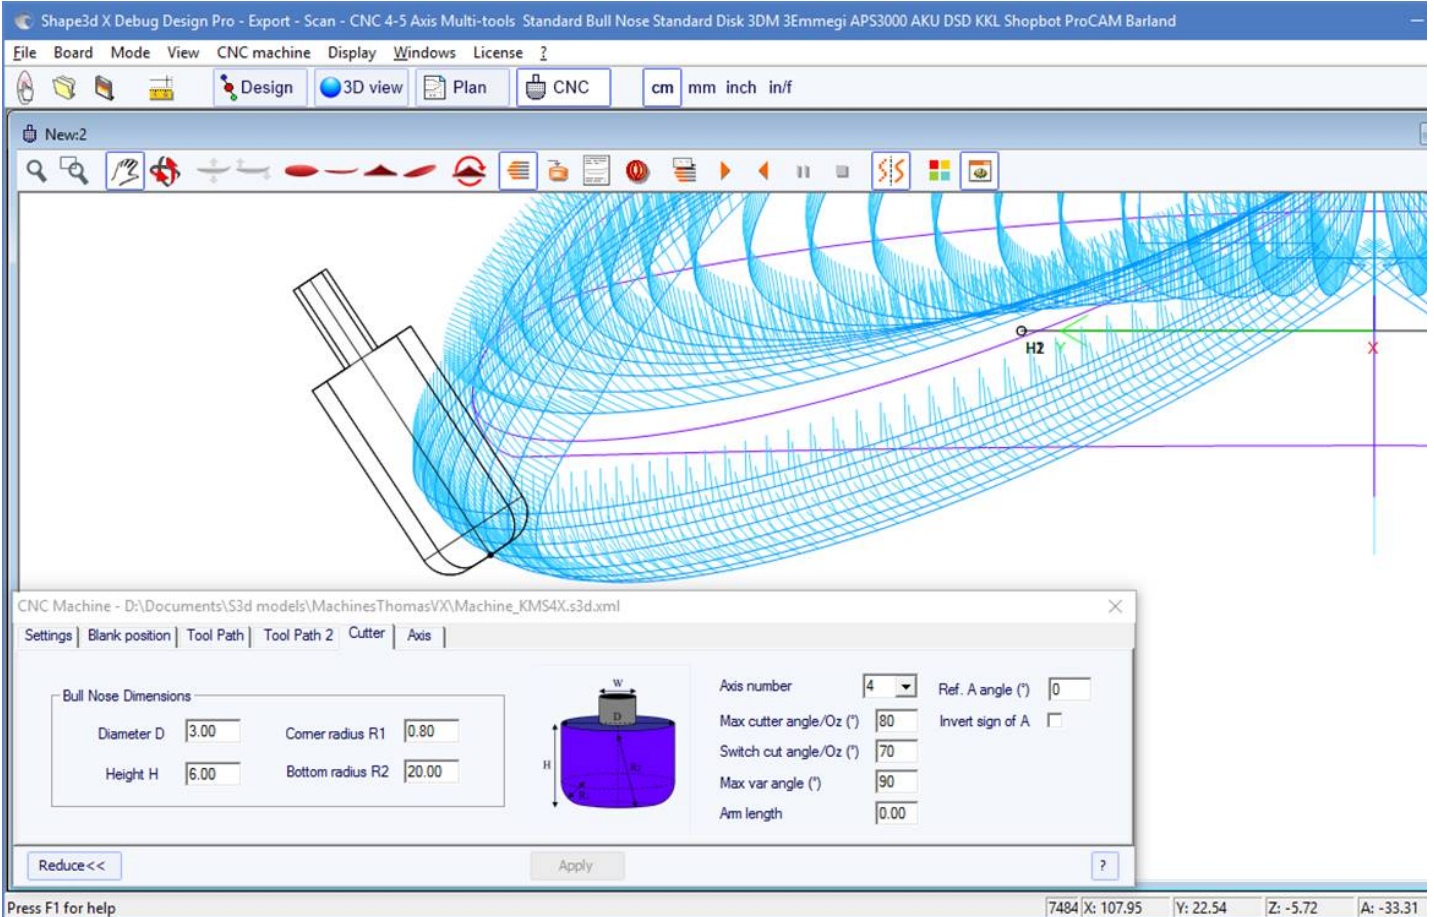 Shape3d X Debug Design Pro - Export - Scan - CNC 4-5 Axis Multi-tools Standard Bull Nose Standard Disk 3DM 3Emmegi APS3000 AKU DSD KKL Shopbot ProCAM Barland
File Board Mode View CNC machine Display Windows License ?
Design 3D view Plan CNC cm mm inch in/f
New:2
H2 Y X
CNC Machine - D:\Documents\S3d models\MachinesThomasVX\Machine_KMS4X.s3d.xml
Settings Blank position Tool Path Tool Path 2 Cutter Axis
Bull Nose Dimensions
Diameter D 3.00 Corner radius R1 0.80
Height H 6.00 Bottom radius R2 20.00
W
D
H
R2
R1
Axis number 4 Ref. A angle (°) 0
Max cutter angle/Oz (°) 80 Invert sign of A
Switch cut angle/Oz (°) 70
Max var angle (°) 90
Arm length 0.00
Reduce<< Apply ?
Press F1 for help 7484 X: 107.95 Y: 22.54 Z: -5.72 A: -33.31